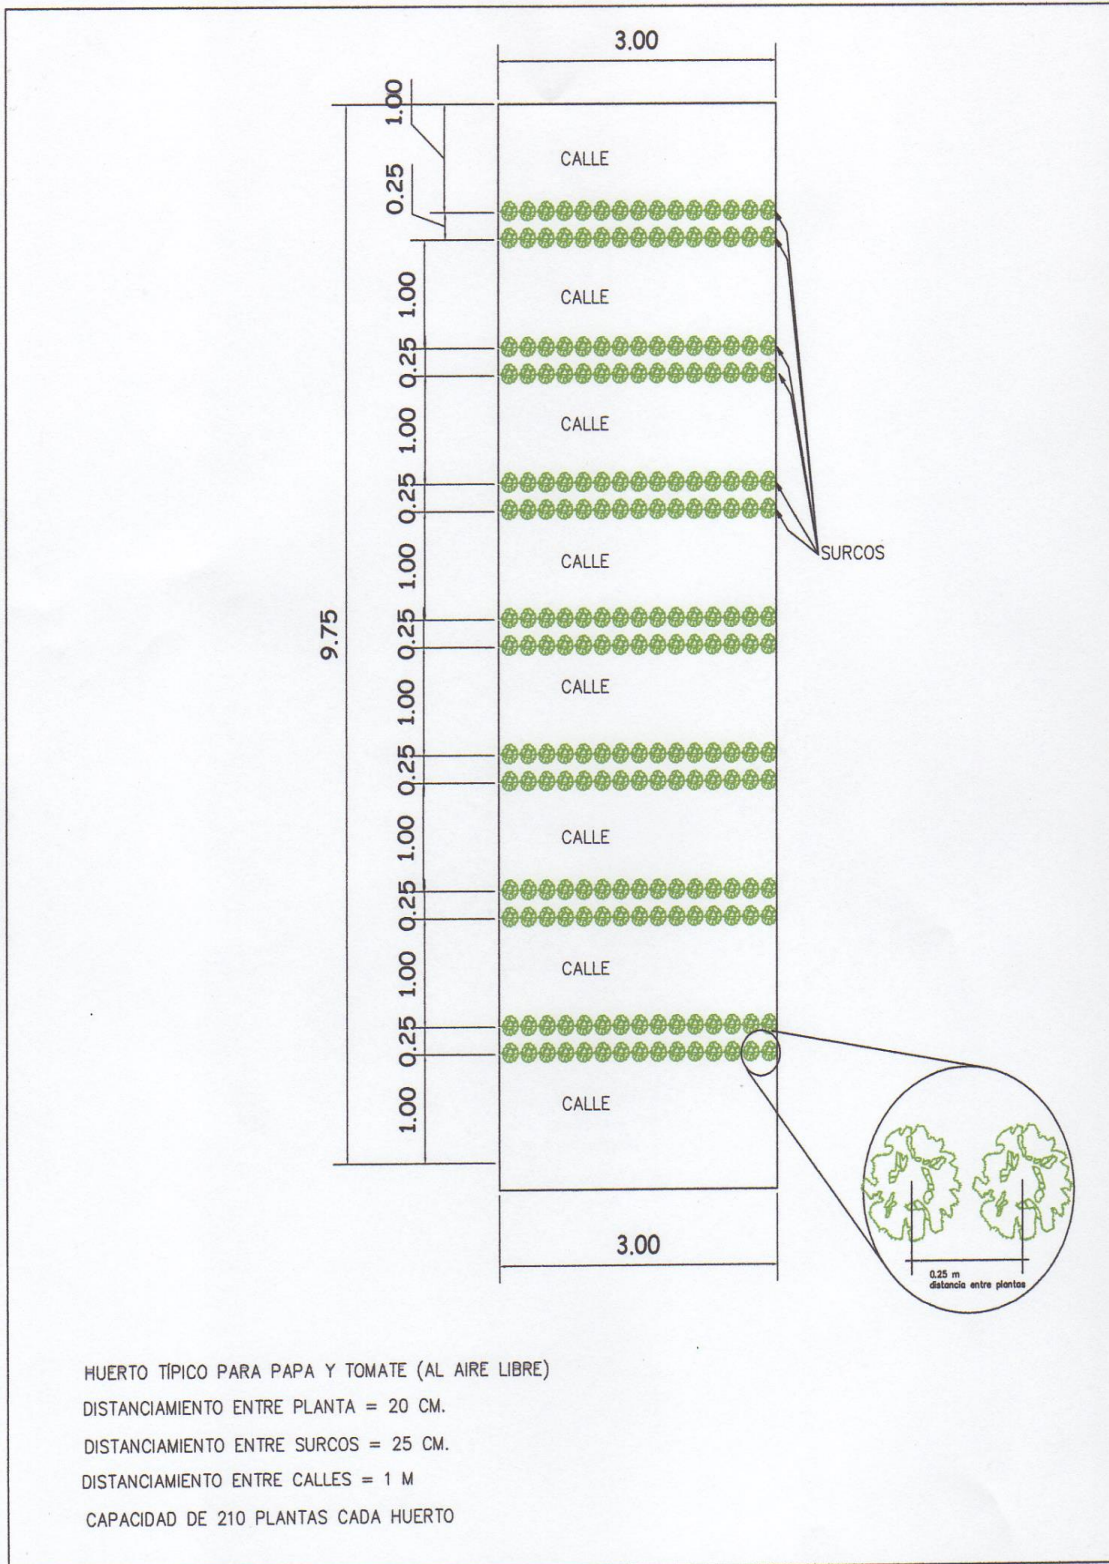 3.00
1.00
CALLE
0.25
1.00
CALLE
0.25
1.00
CALLE
0.25
SURCOS
1.00
CALLE
9.75
0.25
1.00
CALLE
0.25
1.00
CALLE
0.25
1.00
CALLE
0.25
1.00
CALLE
3.00
0.25 m
distancia entre plantas
HUERTO TÍPICO PARA PAPA Y TOMATE (AL AIRE LIBRE)
DISTANCIAMIENTO ENTRE PLANTA = 20 CM.
DISTANCIAMIENTO ENTRE SURCOS = 25 CM.
DISTANCIAMIENTO ENTRE CALLES = 1 M
CAPACIDAD DE 210 PLANTAS CADA HUERTO